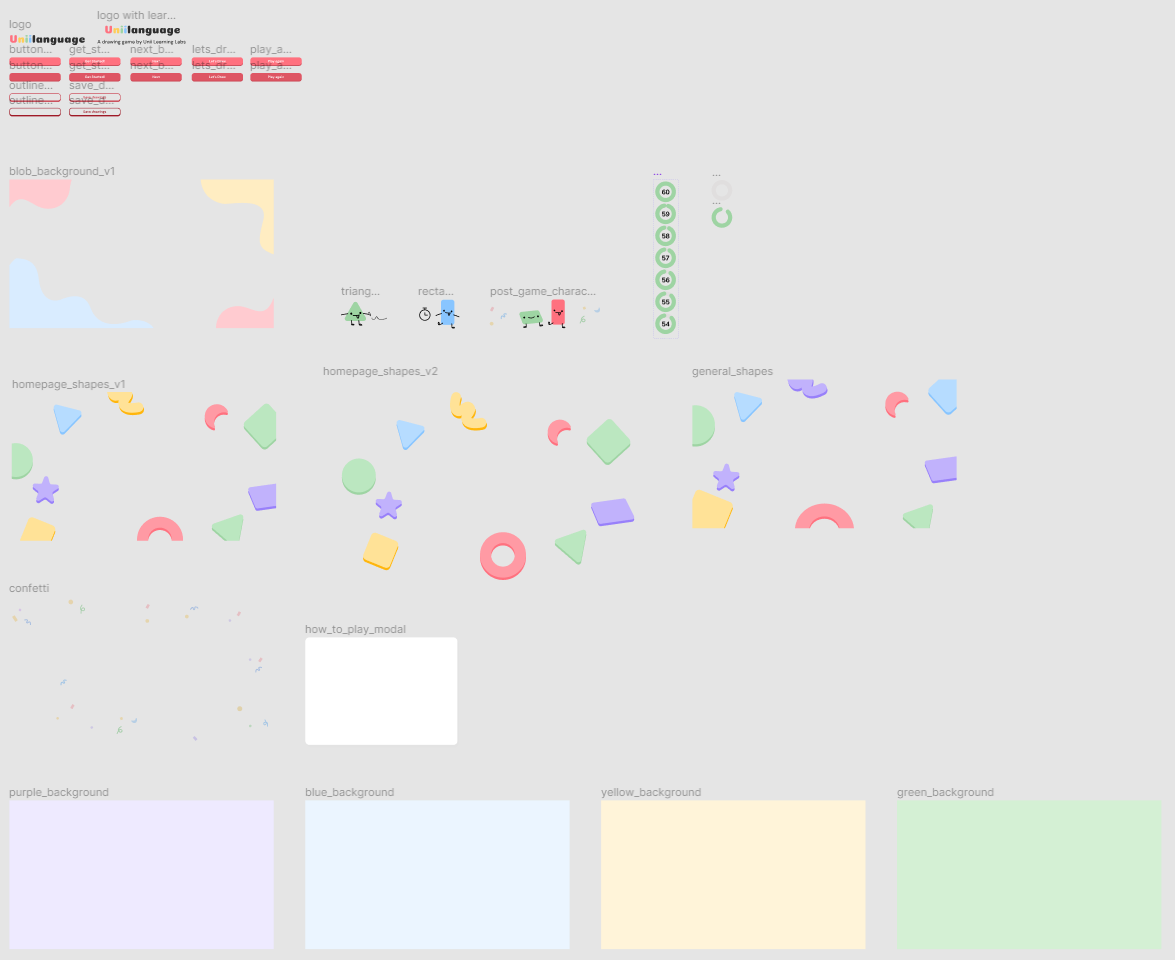 logo
logo with lear...
Uniilanguage
Uniilanguage
A drawing game by Unii Learning Labs
button...
get_st...
next_b...
lets_dr...
play_a...
button...
get_st...
next_b...
lets_dr...
play_a...
Get Started!
Next
Let's Draw
Play again
outline...
save_d...
outline...
save_d...
Save drawings
blob_background_v1
...
...
60
59
...
58
57
56
55
54
triang...
recta...
post_game_charac...
homepage_shapes_v1
homepage_shapes_v2
general_shapes
confetti
how_to_play_modal
purple_background
blue_background
yellow_background
green_background